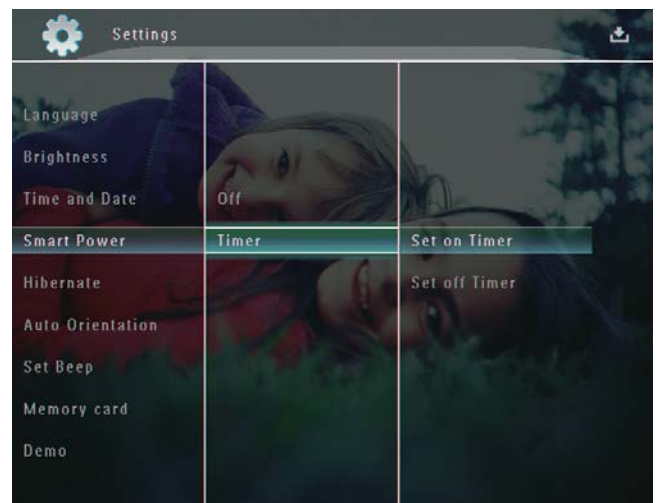 Settings
Language
Brightness
Time and Date
Off
Smart Power
Timer
Set on Timer
Hibernate
Set off Timer
Auto Orientation
Set Beep
Memory card
Demo